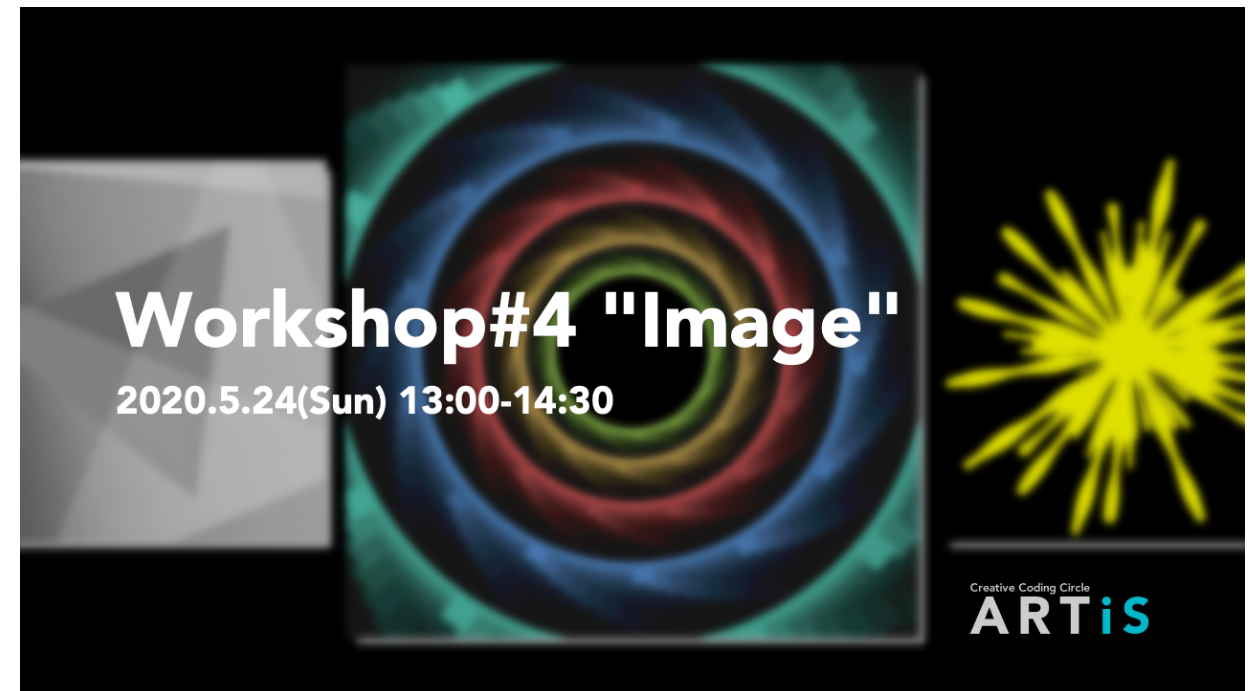 Workshop#4 "Image"
2020.5.24(Sun) 13:00-14:30
Creative Coding Circle
ARTiS